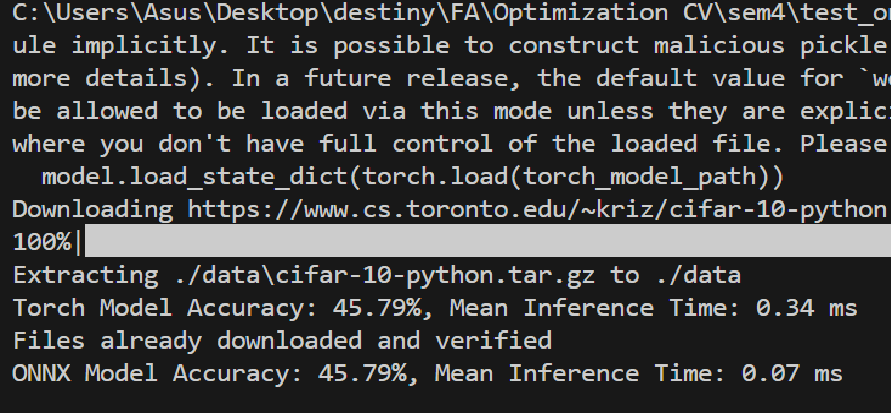 C:\Users\Asus\Desktop\destiny\FA\Optimization CV\sem4\test_o
ule implicitly. It is possible to construct malicious pickle
more details). In a future release, the default value for `w
be allowed to be loaded via this mode unless they are explic
where you don't have full control of the loaded file. Please
model.load_state_dict(torch.load(torch_model_path))
Downloading https://www.cs.toronto.edu/~kriz/cifar-10-python
100%|
Extracting ./data\cifar-10-python.tar.gz to ./data
Torch Model Accuracy: 45.79%, Mean Inference Time: 0.34 ms
Files already downloaded and verified
ONNX Model Accuracy: 45.79%, Mean Inference Time: 0.07 ms